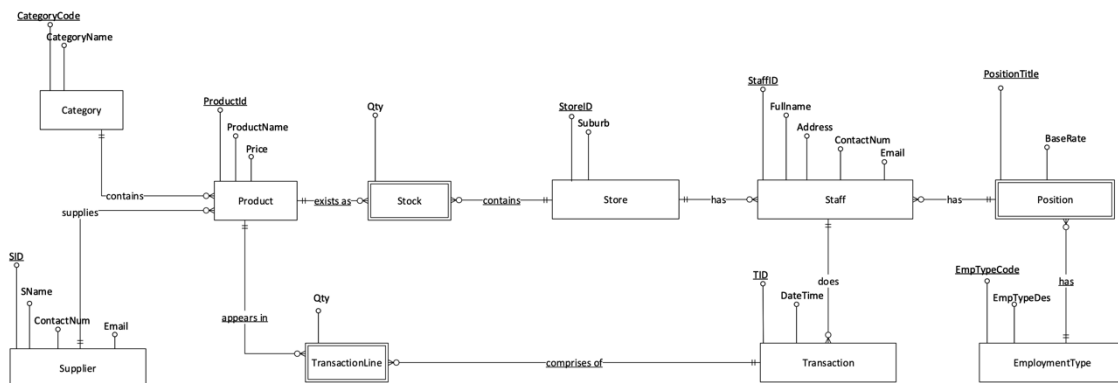 CategoryCode
CategoryName
Category
ProductId
ProductName
Price
Product
contains
supplies
exists as
Qty
Stock
contains
StoreID
Suburb
Store
has
StaffID
Fullname
Address
ContactNum
Email
Staff
has
PositionTitle
BaseRate
Position
SID
SName
ContactNum
Email
Supplier
appears in
Qty
TransactionLine
comprises of
does
TID
DateTime
Transaction
has
EmpTypeCode
EmpTypeDes
EmploymentType